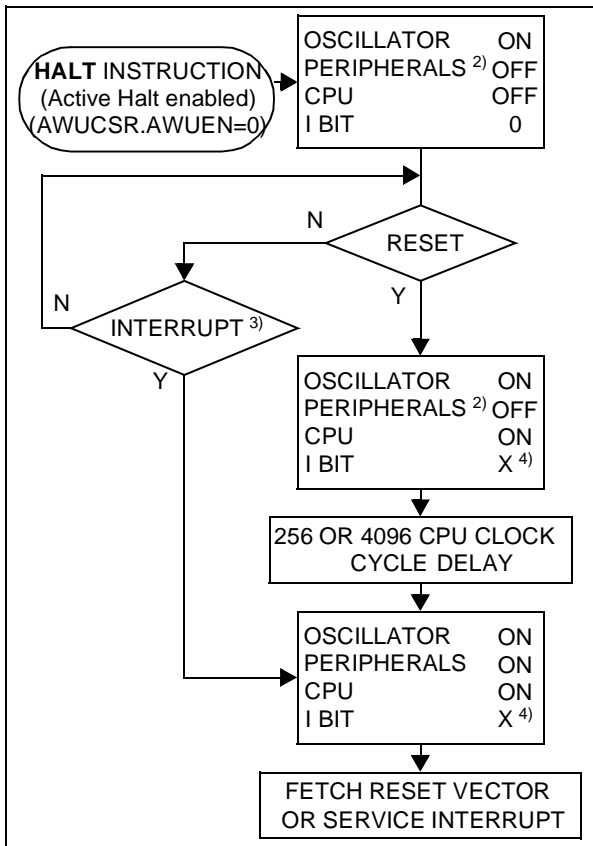 HALT INSTRUCTION
(Active Halt enabled)
(AWUCSR.AWUEN=0)
OSCILLATOR ON
PERIPHERALS 2) OFF
CPU OFF
I BIT 0
RESET
N
Y
INTERRUPT 3)
N
Y
OSCILLATOR ON
PERIPHERALS 2) OFF
CPU ON
I BIT X 4)
256 OR 4096 CPU CLOCK
CYCLE DELAY
OSCILLATOR ON
PERIPHERALS ON
CPU ON
I BIT X 4)
FETCH RESET VECTOR
OR SERVICE INTERRUPT